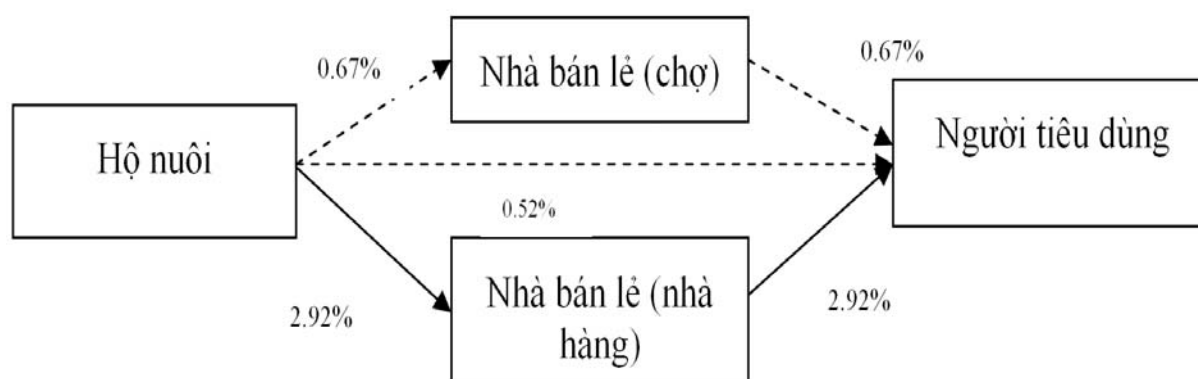 0.67%
Nhà bán lẻ (chợ)
0.67%
Hộ nuôi
Người tiêu dùng
0.52%
2.92%
Nhà bán lẻ (nhà
hàng)
2.92%